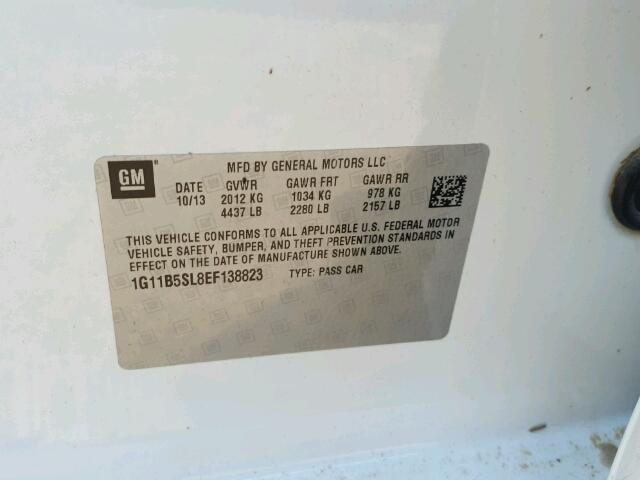 GM MFD BY GENERAL MOTORS LLC
DATE GVWR GAWR FRT GAWR RR
10/13 2012 KG 1034 KG 978 KG
4437 LB 2280 LB 2157 LB
THIS VEHICLE CONFORMS TO ALL APPLICABLE U.S. FEDERAL MOTOR
VEHICLE SAFETY, BUMPER, AND THEFT PREVENTION STANDARDS IN
EFFECT ON THE DATE OF MANUFACTURE SHOWN ABOVE.
1G11B5SL8EF138823 TYPE: PASS CAR